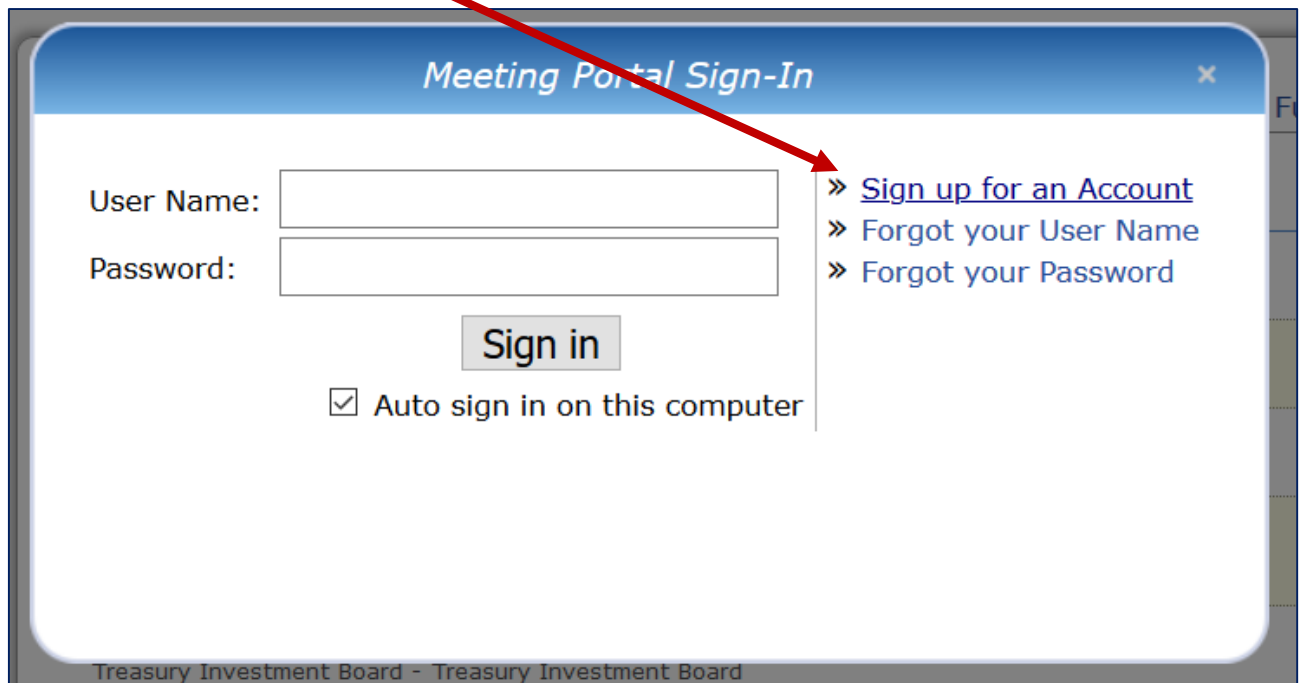 Meeting Portal Sign-In ×
User Name:
Password:
Sign in
Auto sign in on this computer
» Sign up for an Account
» Forgot your User Name
» Forgot your Password
Treasury Investment Board - Treasury Investment Board